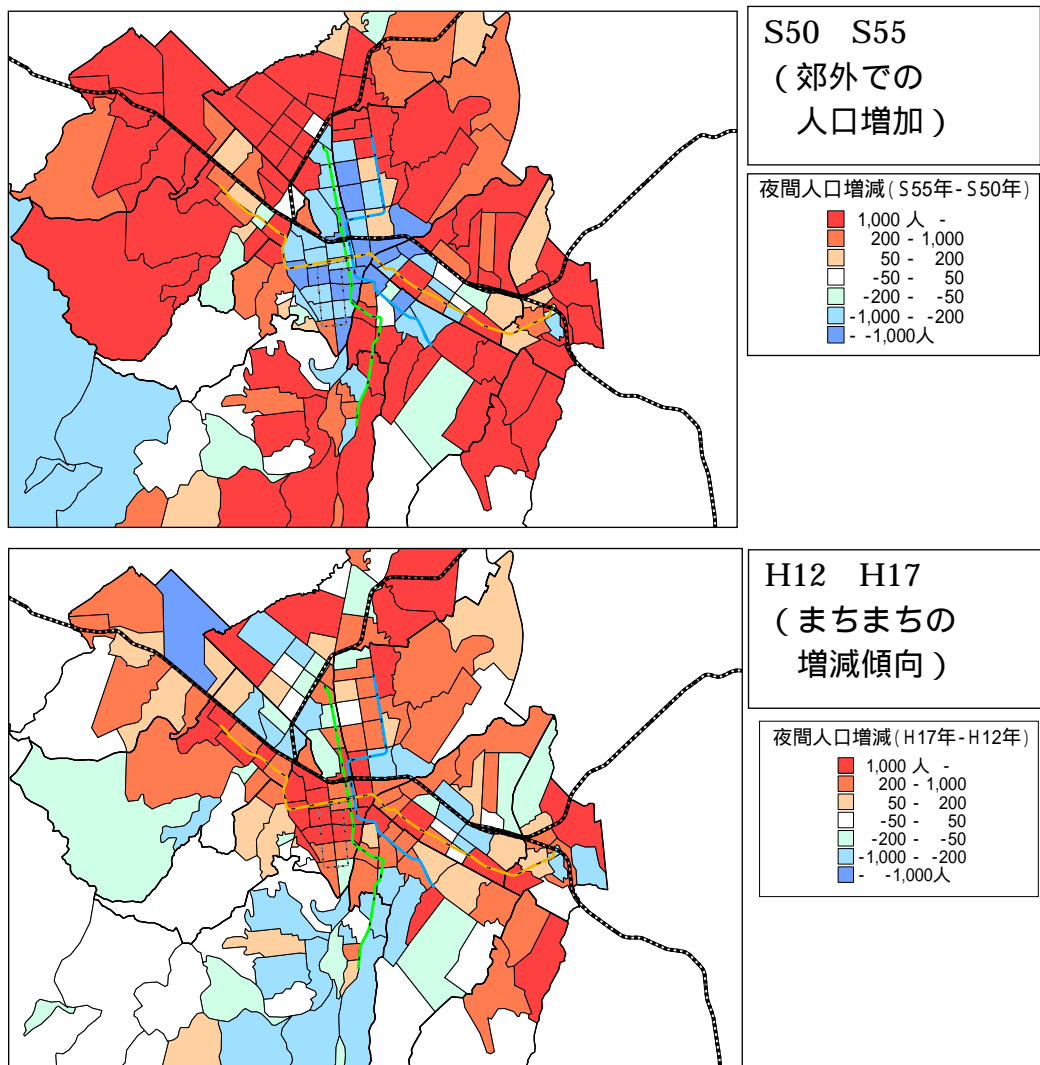 S50 S55
(郊外での
人口増加)
夜間人口増減(S55年-S50年)
1,000 人 -
200 - 1,000
50 - 200
-50 - 50
-200 - -50
-1,000 - -200
- -1,000人
H12 H17
(まちまちの
増減傾向)
夜間人口増減(H17年-H12年)
1,000 人 -
200 - 1,000
50 - 200
-50 - 50
-200 - -50
-1,000 - -200
- -1,000人